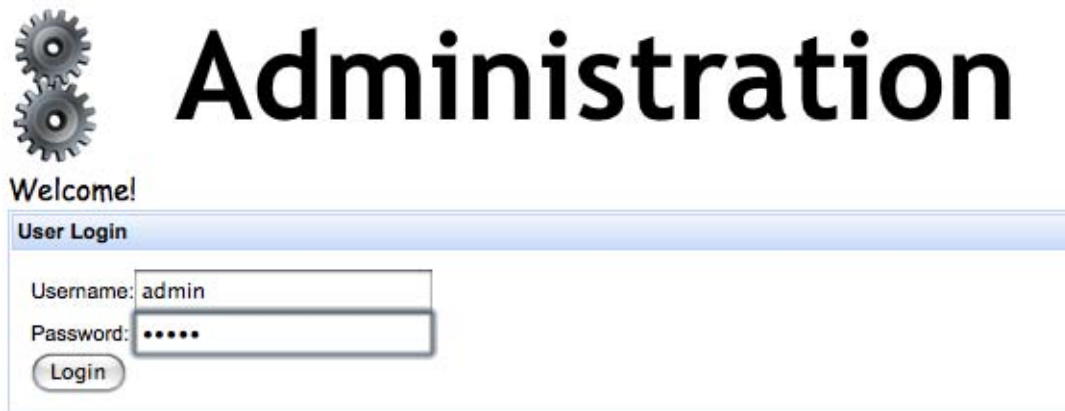 Administration
Welcome!
User Login
Username: admin
Password: •••••
Login